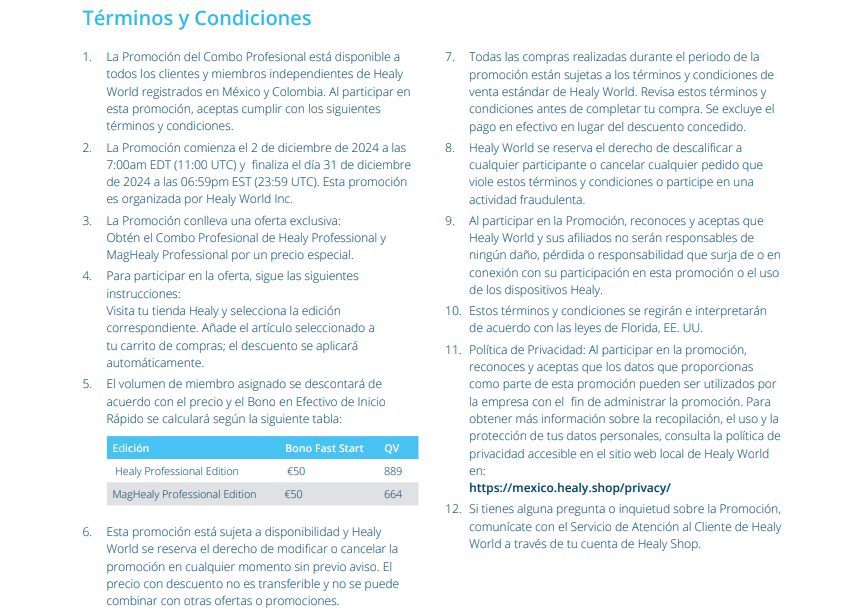 Términos y Condiciones
1. La Promoción del Combo Profesional está disponible a
todos los clientes y miembros independientes de Healy
World registrados en México y Colombia. Al participar en
esta promoción, aceptas cumplir con los siguientes
términos y condiciones.
2. La Promoción comienza el 2 de diciembre de 2024 a las
7:00am EDT (11:00 UTC) y finaliza el día 31 de diciembre
de 2024 a las 06:59pm EST (23:59 UTC). Esta promoción
es organizada por Healy World Inc.
3. La Promoción conlleva una oferta exclusiva:
Obtén el Combo Profesional de Healy Professional y
MagHealy Professional por un precio especial.
4. Para participar en la oferta, sigue las siguientes
instrucciones:
Visita tu tienda Healy y selecciona la edición
correspondiente. Añade el artículo seleccionado a
tu carrito de compras; el descuento se aplicará
automáticamente.
5. El volumen de miembro asignado se descontará de
acuerdo con el precio y el Bono en Efectivo de Inicio
Rápido se calculará según la siguiente tabla:
Edición Bono Fast Start QV
Healy Professional Edition €50 889
MagHealy Professional Edition €50 664
6. Esta promoción está sujeta a disponibilidad y Healy
World se reserva el derecho de modificar o cancelar la
promoción en cualquier momento sin previo aviso. El
precio con descuento no es transferible y no se puede
combinar con otras ofertas o promociones.
7. Todas las compras realizadas durante el periodo de la
promoción están sujetas a los términos y condiciones de
venta estándar de Healy World. Revisa estos términos y
condiciones antes de completar tu compra. Se excluye el
pago en efectivo en lugar del descuento concedido.
8. Healy World se reserva el derecho de descalificar a
cualquier participante o cancelar cualquier pedido que
viole estos términos y condiciones o participe en una
actividad fraudulenta.
9. Al participar en la Promoción, reconoces y aceptas que
Healy World y sus afiliados no serán responsables de
ningún daño, pérdida o responsabilidad que surja de o en
conexión con su participación en esta promoción o el uso
de los dispositivos Healy.
10. Estos términos y condiciones se regirán e interpretarán
de acuerdo con las leyes de Florida, EE. UU.
11. Política de Privacidad: Al participar en la promoción,
reconoces y aceptas que los datos que proporcionas
como parte de esta promoción pueden ser utilizados por
la empresa con el fin de administrar la promoción. Para
obtener más información sobre la recopilación, el uso y la
protección de tus datos personales, consulta la política de
privacidad accesible en el sitio web local de Healy World
en:
https://mexico.healy.shop/privacy/
12. Si tienes alguna pregunta o inquietud sobre la Promoción,
comunícate con el Servicio de Atención al Cliente de Healy
World a través de tu cuenta de Healy Shop.